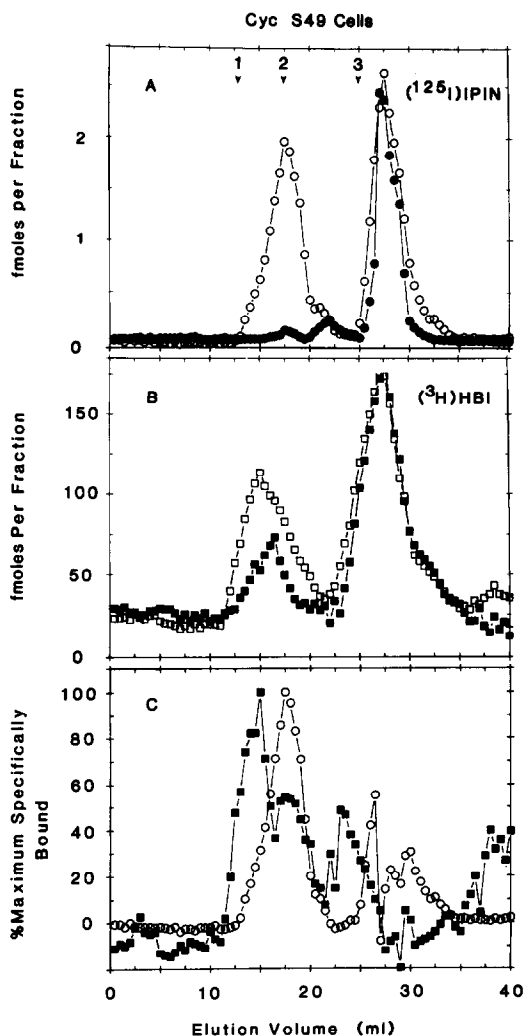 Cyc S49 Cells
1 2 3
A (125I)IPIN
fmoles per Fraction
2
1
0
B (3H)HBI
fmoles Per Fraction
150
100
50
0
C
%Maximum Specifically
Bound
100
80
60
40
20
0
0 10 20 30 40
Elution Volume (ml)